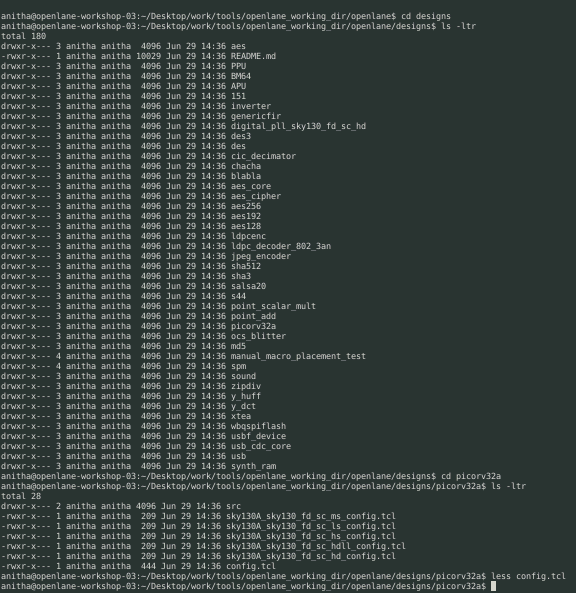 anitha@openlane-workshop-03:~/Desktop/work/tools/openlane_working_dir/openlane$ cd designs
anitha@openlane-workshop-03:~/Desktop/work/tools/openlane_working_dir/openlane/designs$ ls -ltr
total 180
drwxr-x--- 3 anitha anitha  4096 Jun 29 14:36 aes
-rwxr-x--- 1 anitha anitha 10029 Jun 29 14:36 README.md
drwxr-x--- 3 anitha anitha  4096 Jun 29 14:36 PPU
drwxr-x--- 3 anitha anitha  4096 Jun 29 14:36 BM64
drwxr-x--- 3 anitha anitha  4096 Jun 29 14:36 APU
drwxr-x--- 3 anitha anitha  4096 Jun 29 14:36 151
drwxr-x--- 3 anitha anitha  4096 Jun 29 14:36 inverter
drwxr-x--- 3 anitha anitha  4096 Jun 29 14:36 genericfir
drwxr-x--- 3 anitha anitha  4096 Jun 29 14:36 digital_pll_sky130_fd_sc_hd
drwxr-x--- 3 anitha anitha  4096 Jun 29 14:36 des3
drwxr-x--- 3 anitha anitha  4096 Jun 29 14:36 des
drwxr-x--- 3 anitha anitha  4096 Jun 29 14:36 cic_decimator
drwxr-x--- 3 anitha anitha  4096 Jun 29 14:36 chacha
drwxr-x--- 3 anitha anitha  4096 Jun 29 14:36 blabla
drwxr-x--- 3 anitha anitha  4096 Jun 29 14:36 aes_core
drwxr-x--- 3 anitha anitha  4096 Jun 29 14:36 aes_cipher
drwxr-x--- 3 anitha anitha  4096 Jun 29 14:36 aes256
drwxr-x--- 3 anitha anitha  4096 Jun 29 14:36 aes192
drwxr-x--- 3 anitha anitha  4096 Jun 29 14:36 aes128
drwxr-x--- 3 anitha anitha  4096 Jun 29 14:36 ldpcenc
drwxr-x--- 3 anitha anitha  4096 Jun 29 14:36 ldpc_decoder_802_3an
drwxr-x--- 3 anitha anitha  4096 Jun 29 14:36 jpeg_encoder
drwxr-x--- 3 anitha anitha  4096 Jun 29 14:36 sha512
drwxr-x--- 3 anitha anitha  4096 Jun 29 14:36 sha3
drwxr-x--- 3 anitha anitha  4096 Jun 29 14:36 salsa20
drwxr-x--- 3 anitha anitha  4096 Jun 29 14:36 s44
drwxr-x--- 3 anitha anitha  4096 Jun 29 14:36 point_scalar_mult
drwxr-x--- 3 anitha anitha  4096 Jun 29 14:36 point_add
drwxr-x--- 3 anitha anitha  4096 Jun 29 14:36 picorv32a
drwxr-x--- 3 anitha anitha  4096 Jun 29 14:36 ocs_blitter
drwxr-x--- 3 anitha anitha  4096 Jun 29 14:36 md5
drwxr-x--- 4 anitha anitha  4096 Jun 29 14:36 manual_macro_placement_test
drwxr-x--- 4 anitha anitha  4096 Jun 29 14:36 spm
drwxr-x--- 3 anitha anitha  4096 Jun 29 14:36 sound
drwxr-x--- 3 anitha anitha  4096 Jun 29 14:36 zipdiv
drwxr-x--- 3 anitha anitha  4096 Jun 29 14:36 y_huff
drwxr-x--- 3 anitha anitha  4096 Jun 29 14:36 y_dct
drwxr-x--- 3 anitha anitha  4096 Jun 29 14:36 xtea
drwxr-x--- 3 anitha anitha  4096 Jun 29 14:36 wbqspiflash
drwxr-x--- 3 anitha anitha  4096 Jun 29 14:36 usbf_device
drwxr-x--- 3 anitha anitha  4096 Jun 29 14:36 usb_cdc_core
drwxr-x--- 3 anitha anitha  4096 Jun 29 14:36 usb
drwxr-x--- 3 anitha anitha  4096 Jun 29 14:36 synth_ram
anitha@openlane-workshop-03:~/Desktop/work/tools/openlane_working_dir/openlane/designs$ cd picorv32a
anitha@openlane-workshop-03:~/Desktop/work/tools/openlane_working_dir/openlane/designs/picorv32a$ ls -ltr
total 28
drwxr-x--- 2 anitha anitha 4096 Jun 29 14:36 src
-rwxr-x--- 1 anitha anitha  209 Jun 29 14:36 sky130A_sky130_fd_sc_ms_config.tcl
-rwxr-x--- 1 anitha anitha  209 Jun 29 14:36 sky130A_sky130_fd_sc_ls_config.tcl
-rwxr-x--- 1 anitha anitha  209 Jun 29 14:36 sky130A_sky130_fd_sc_hs_config.tcl
-rwxr-x--- 1 anitha anitha  209 Jun 29 14:36 sky130A_sky130_fd_sc_hdll_config.tcl
-rwxr-x--- 1 anitha anitha  209 Jun 29 14:36 sky130A_sky130_fd_sc_hd_config.tcl
-rwxr-x--- 1 anitha anitha  444 Jun 29 14:36 config.tcl
anitha@openlane-workshop-03:~/Desktop/work/tools/openlane_working_dir/openlane/designs/picorv32a$ less config.tcl
anitha@openlane-workshop-03:~/Desktop/work/tools/openlane_working_dir/openlane/designs/picorv32a$